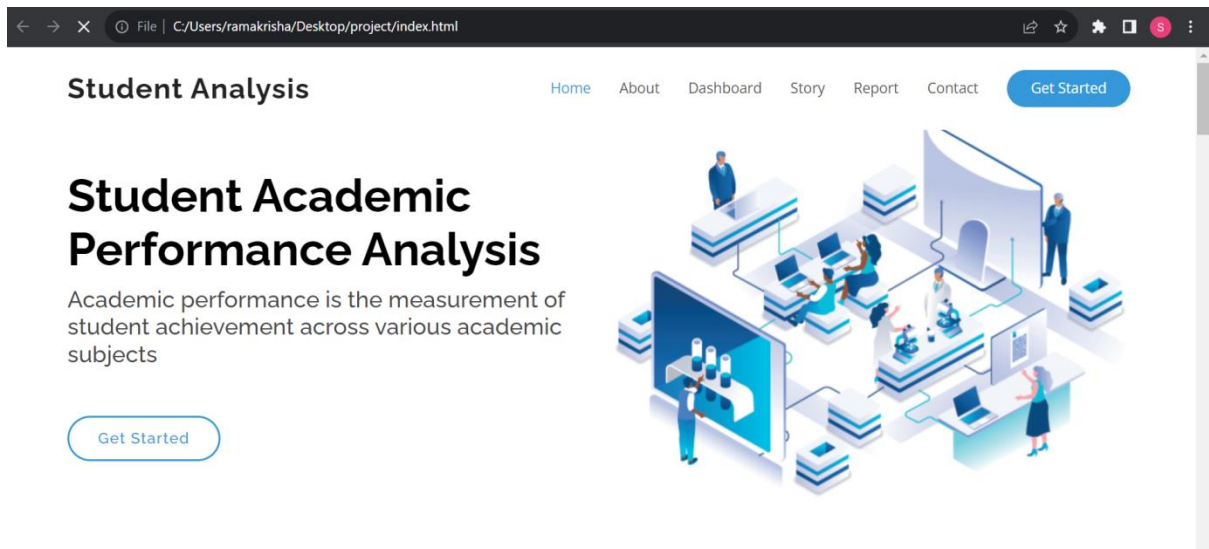 File | C:/Users/ramakrisha/Desktop/project/index.html
S
Student Analysis
Home About Dashboard Story Report Contact Get Started
Student Academic
Performance Analysis
Academic performance is the measurement of
student achievement across various academic
subjects
Get Started